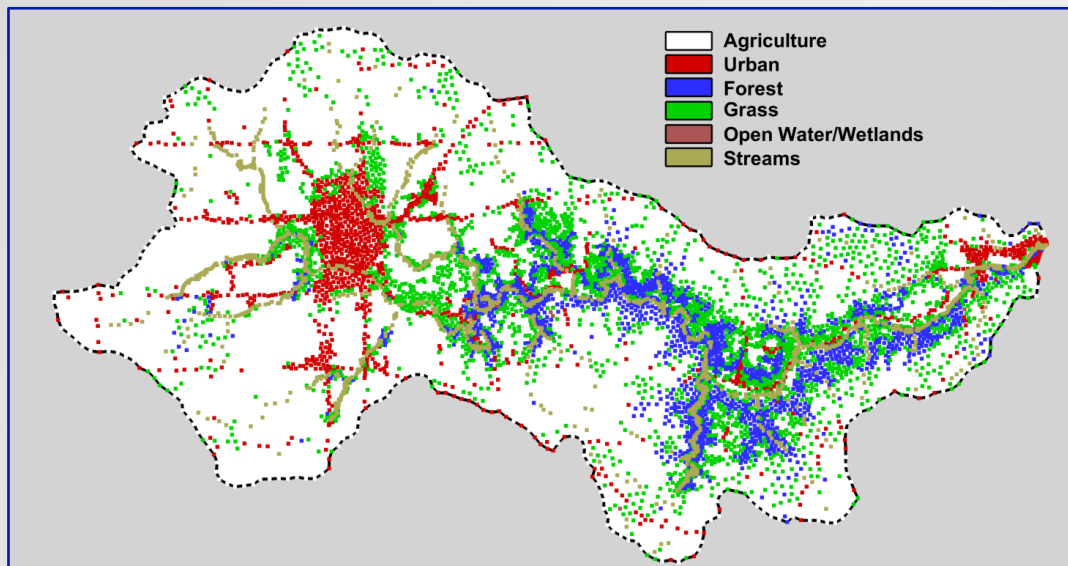 Agriculture
Urban
Forest
Grass
Open Water/Wetlands
Streams